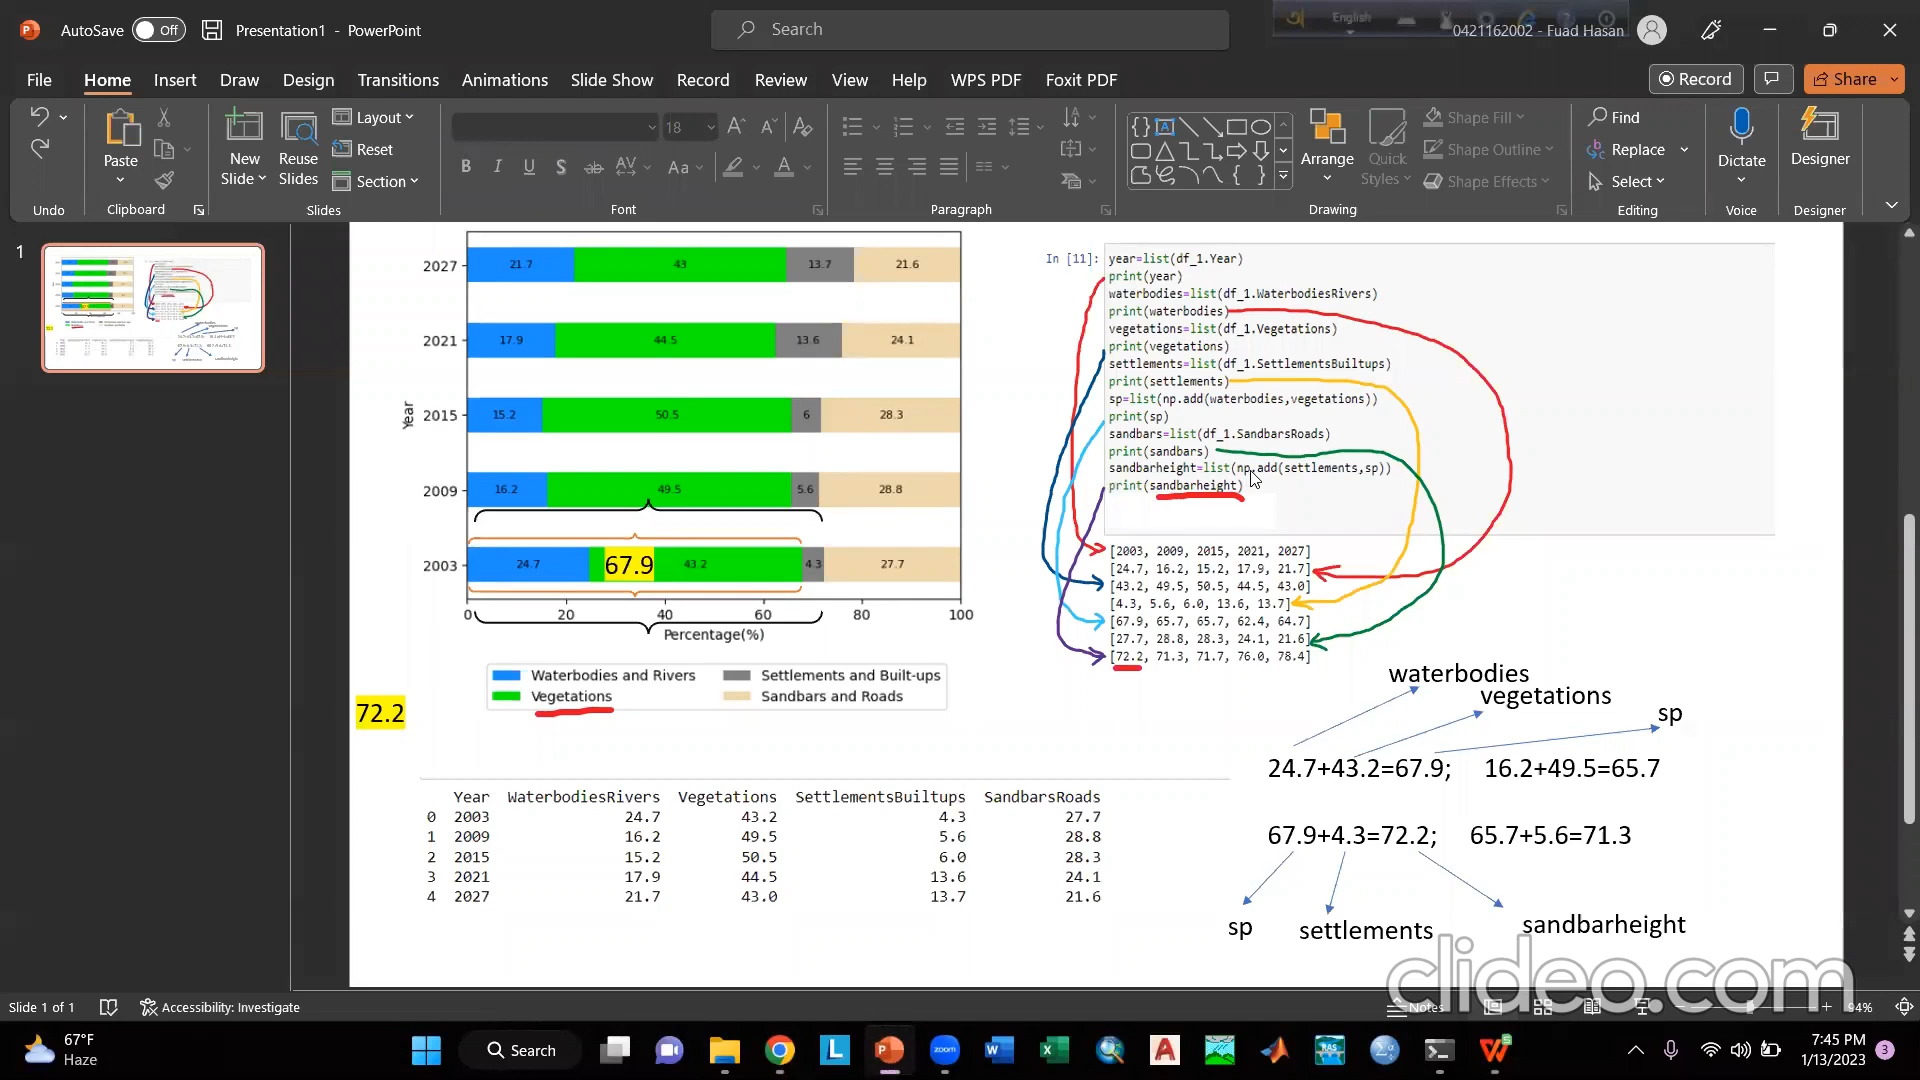 AutoSave Off Presentation1 - PowerPoint
Search
English
0421162002 - Fuad Hasan
File Home Insert Draw Design Transitions Animations Slide Show Record Review View Help WPS PDF Foxit PDF
Record
Share
Paste
New Slide
Reuse Slides
Layout
Reset
Section
18
Arrange
Quick Styles
Shape Fill
Shape Outline
Shape Effects
Find
Replace
Select
Dictate
Designer
Undo Clipboard Slides Font Paragraph Drawing Editing Voice Designer
1
2027 21.7 43 13.7 21.6
2021 17.9 44.5 13.6 24.1
2015 15.2 50.5 6 28.3
2009 16.2 49.5 5.6 28.8
2003 24.7 67.9 43.2 4.3 27.7
Year
0 20 40 60 80 100
Percentage(%)
Waterbodies and Rivers Settlements and Built-ups
Vegetations Sandbars and Roads
72.2
In [11]: year=list(df_1.Year)
print(year)
waterbodies=list(df_1.WaterbodiesRivers)
print(waterbodies)
vegetations=list(df_1.Vegetations)
print(vegetations)
settlements=list(df_1.SettlementsBuiltups)
print(settlements)
sp=list(np.add(waterbodies,vegetations))
print(sp)
sandbars=list(df_1.SandbarsRoads)
print(sandbars)
sandbarheight=list(np.add(settlements,sp))
print(sandbarheight)
[2003, 2009, 2015, 2021, 2027]
[24.7, 16.2, 15.2, 17.9, 21.7]
[43.2, 49.5, 50.5, 44.5, 43.0]
[4.3, 5.6, 6.0, 13.6, 13.7]
[67.9, 65.7, 65.7, 62.4, 64.7]
[27.7, 28.8, 28.3, 24.1, 21.6]
[72.2, 71.3, 71.7, 76.0, 78.4]
waterbodies
vegetations
sp
24.7+43.2=67.9; 16.2+49.5=65.7
67.9+4.3=72.2; 65.7+5.6=71.3
sp settlements sandbarheight
Year WaterbodiesRivers Vegetations SettlementsBuiltups SandbarsRoads
0 2003 24.7 43.2 4.3 27.7
1 2009 16.2 49.5 5.6 28.8
2 2015 15.2 50.5 6.0 28.3
3 2021 17.9 44.5 13.6 24.1
4 2027 21.7 43.0 13.7 21.6
clideo.com
Slide 1 of 1 Accessibility: Investigate Notes 94%
67°F
Haze
Search
zoom
RAS
7:45 PM
1/13/2023
3